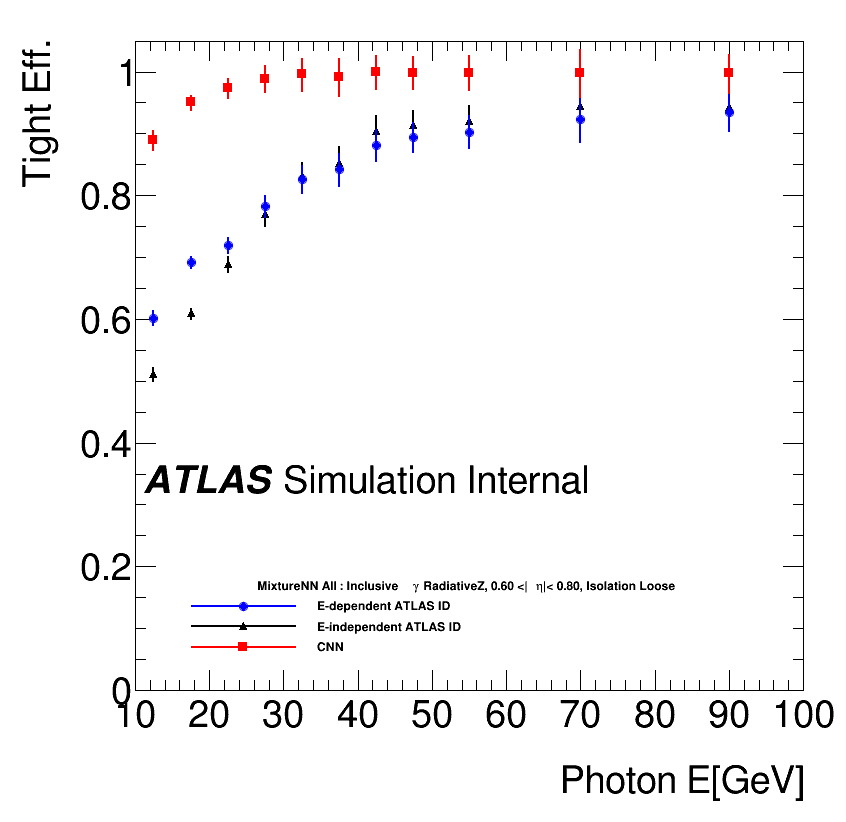 Tight Eff.
1
0.8
0.6
0.4
0.2
0
ATLAS Simulation Internal
MixtureNN All : Inclusive γ RadiativeZ, 0.60 <| η|< 0.80, Isolation Loose
E-dependent ATLAS ID
E-independent ATLAS ID
CNN
10 20 30 40 50 60 70 80 90 100
Photon E[GeV]